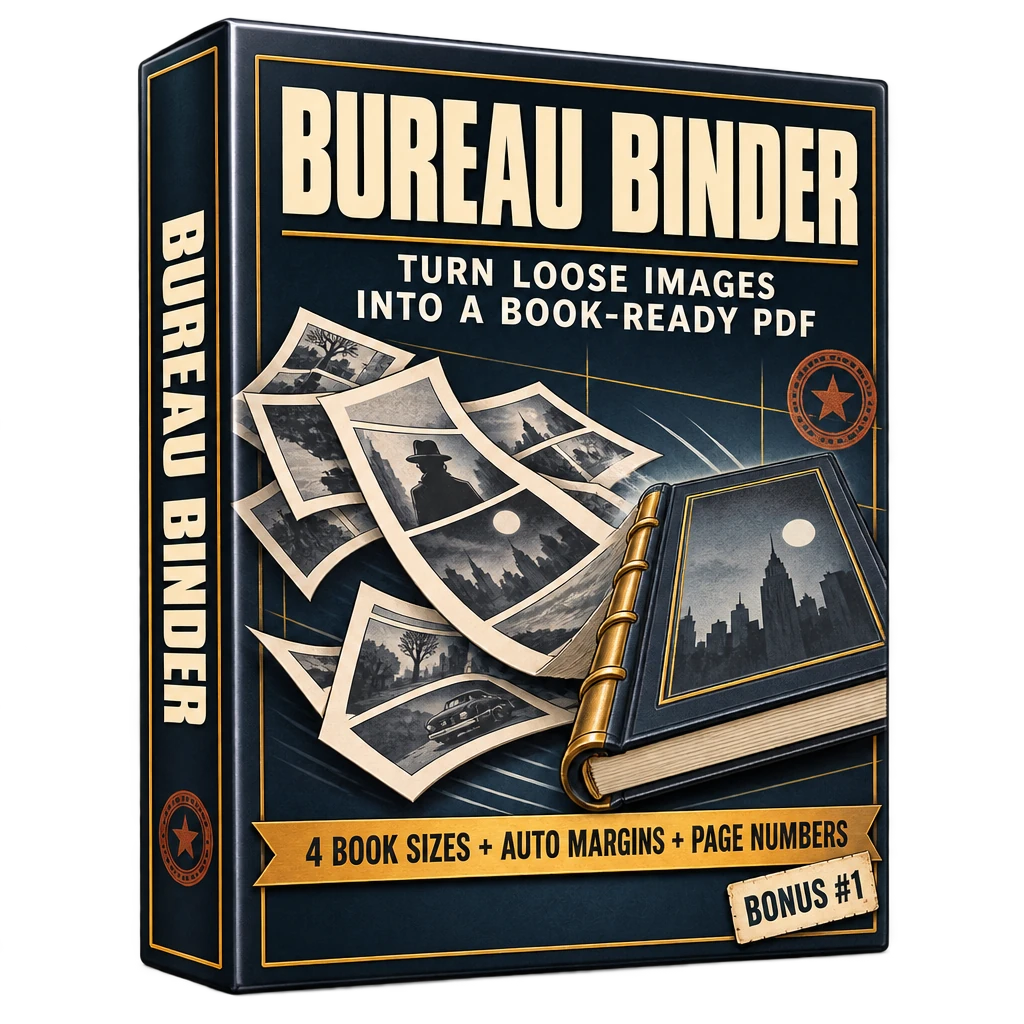 BUREAU BINDER
TURN LOOSE IMAGES
INTO A BOOK-READY PDF
4 BOOK SIZES + AUTO MARGINS + PAGE NUMBERS
BONUS #1
BUREAU BINDER